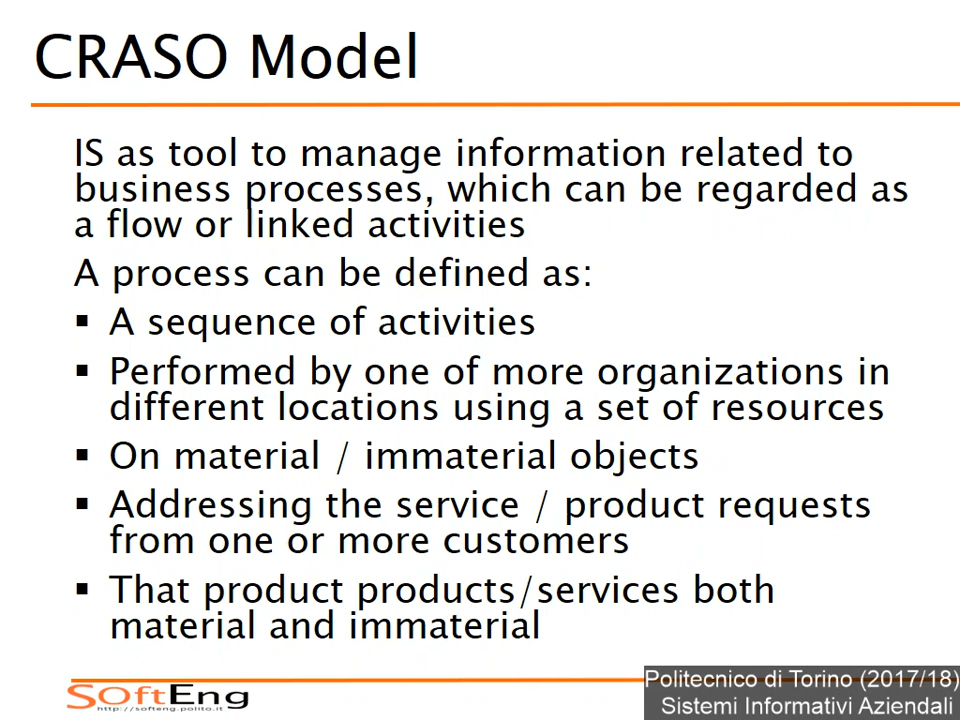 CRASO Model
IS as tool to manage information related to
business processes, which can be regarded as
a flow or linked activities
A process can be defined as:
▪ A sequence of activities
▪ Performed by one of more organizations in
different locations using a set of resources
▪ On material / immaterial objects
▪ Addressing the service / product requests
from one or more customers
▪ That product products/services both
material and immaterial
SOftEng
http://softeng.polito.it
Politecnico di Torino (2017/18)
Sistemi Informativi Aziendali